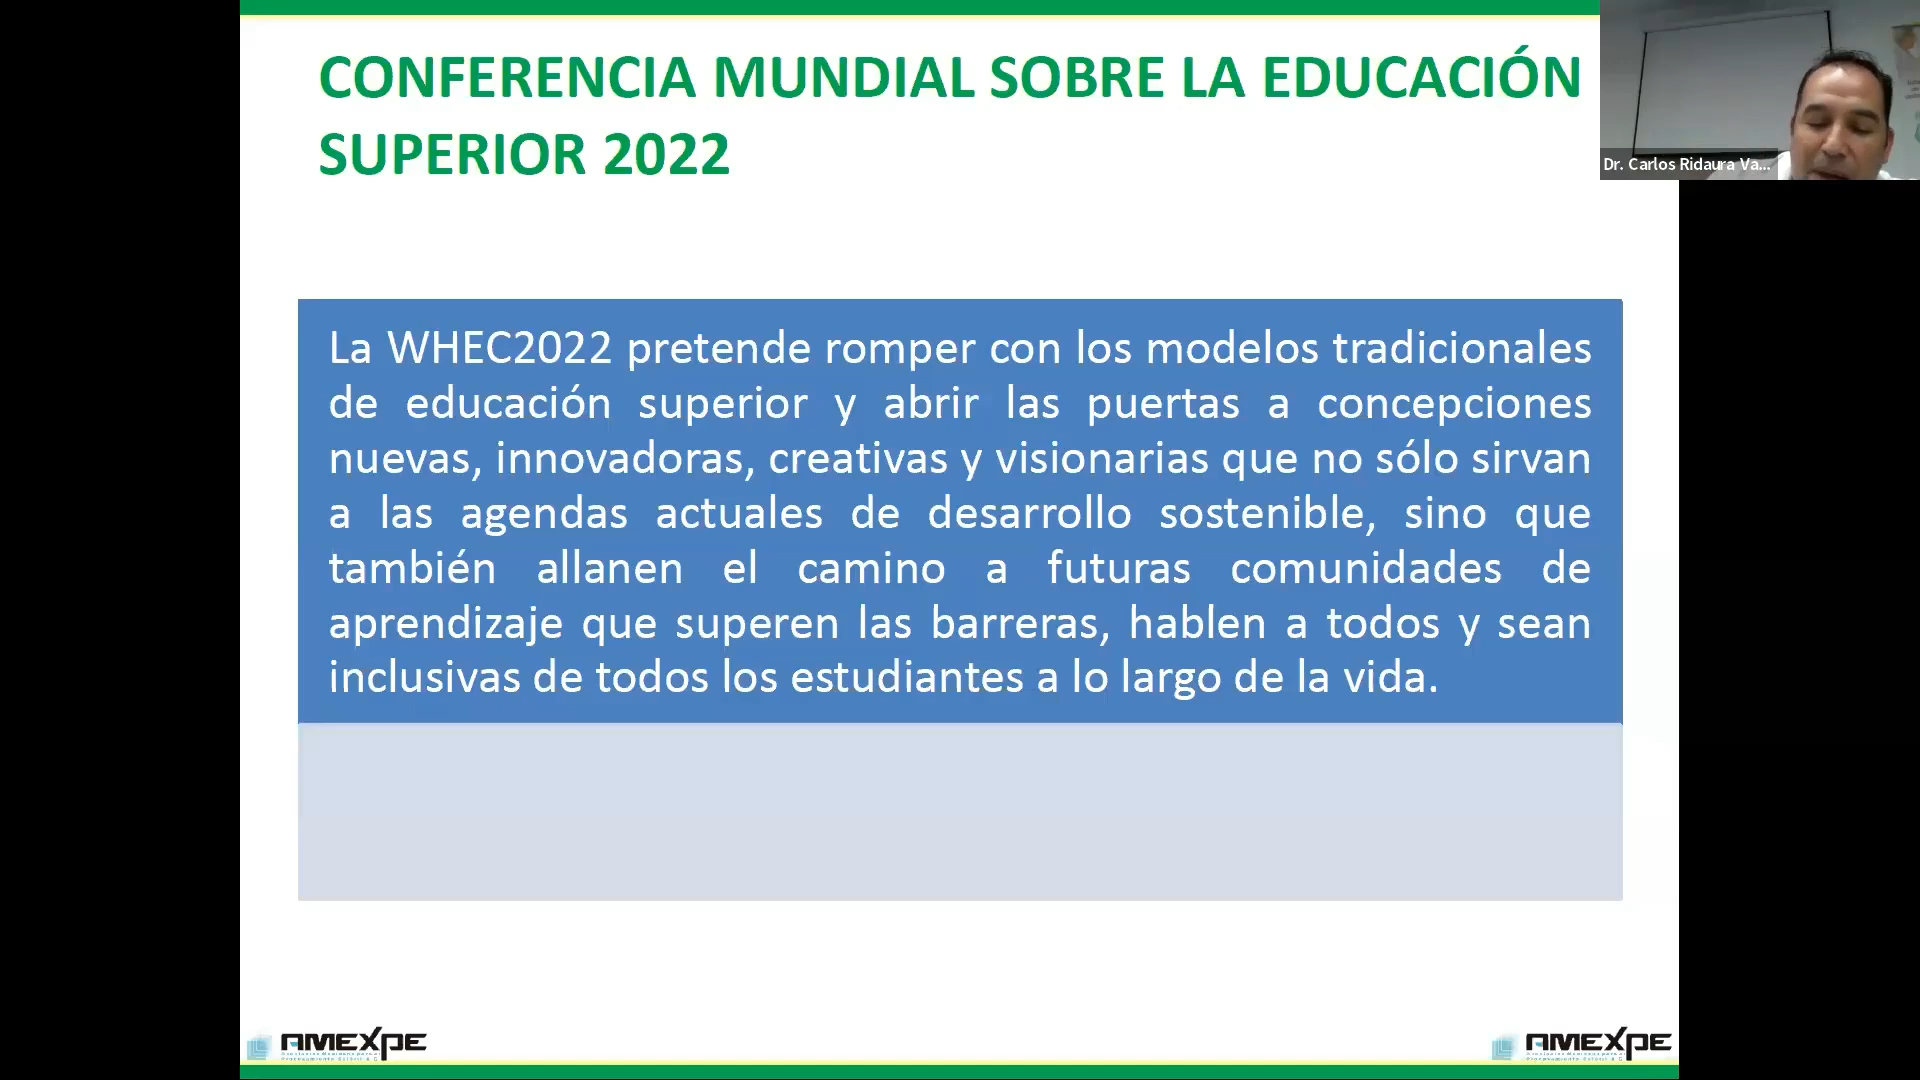 CONFERENCIA MUNDIAL SOBRE LA EDUCACIÓN
SUPERIOR 2022
Dr. Carlos Ridaura Va...
La WHEC2022 pretende romper con los modelos tradicionales
de educación superior y abrir las puertas a concepciones
nuevas, innovadoras, creativas y visionarias que no sólo sirvan
a las agendas actuales de desarrollo sostenible, sino que
también allanen el camino a futuras comunidades de
aprendizaje que superen las barreras, hablen a todos y sean
inclusivas de todos los estudiantes a lo largo de la vida.
AMEXPE
AMEXPE